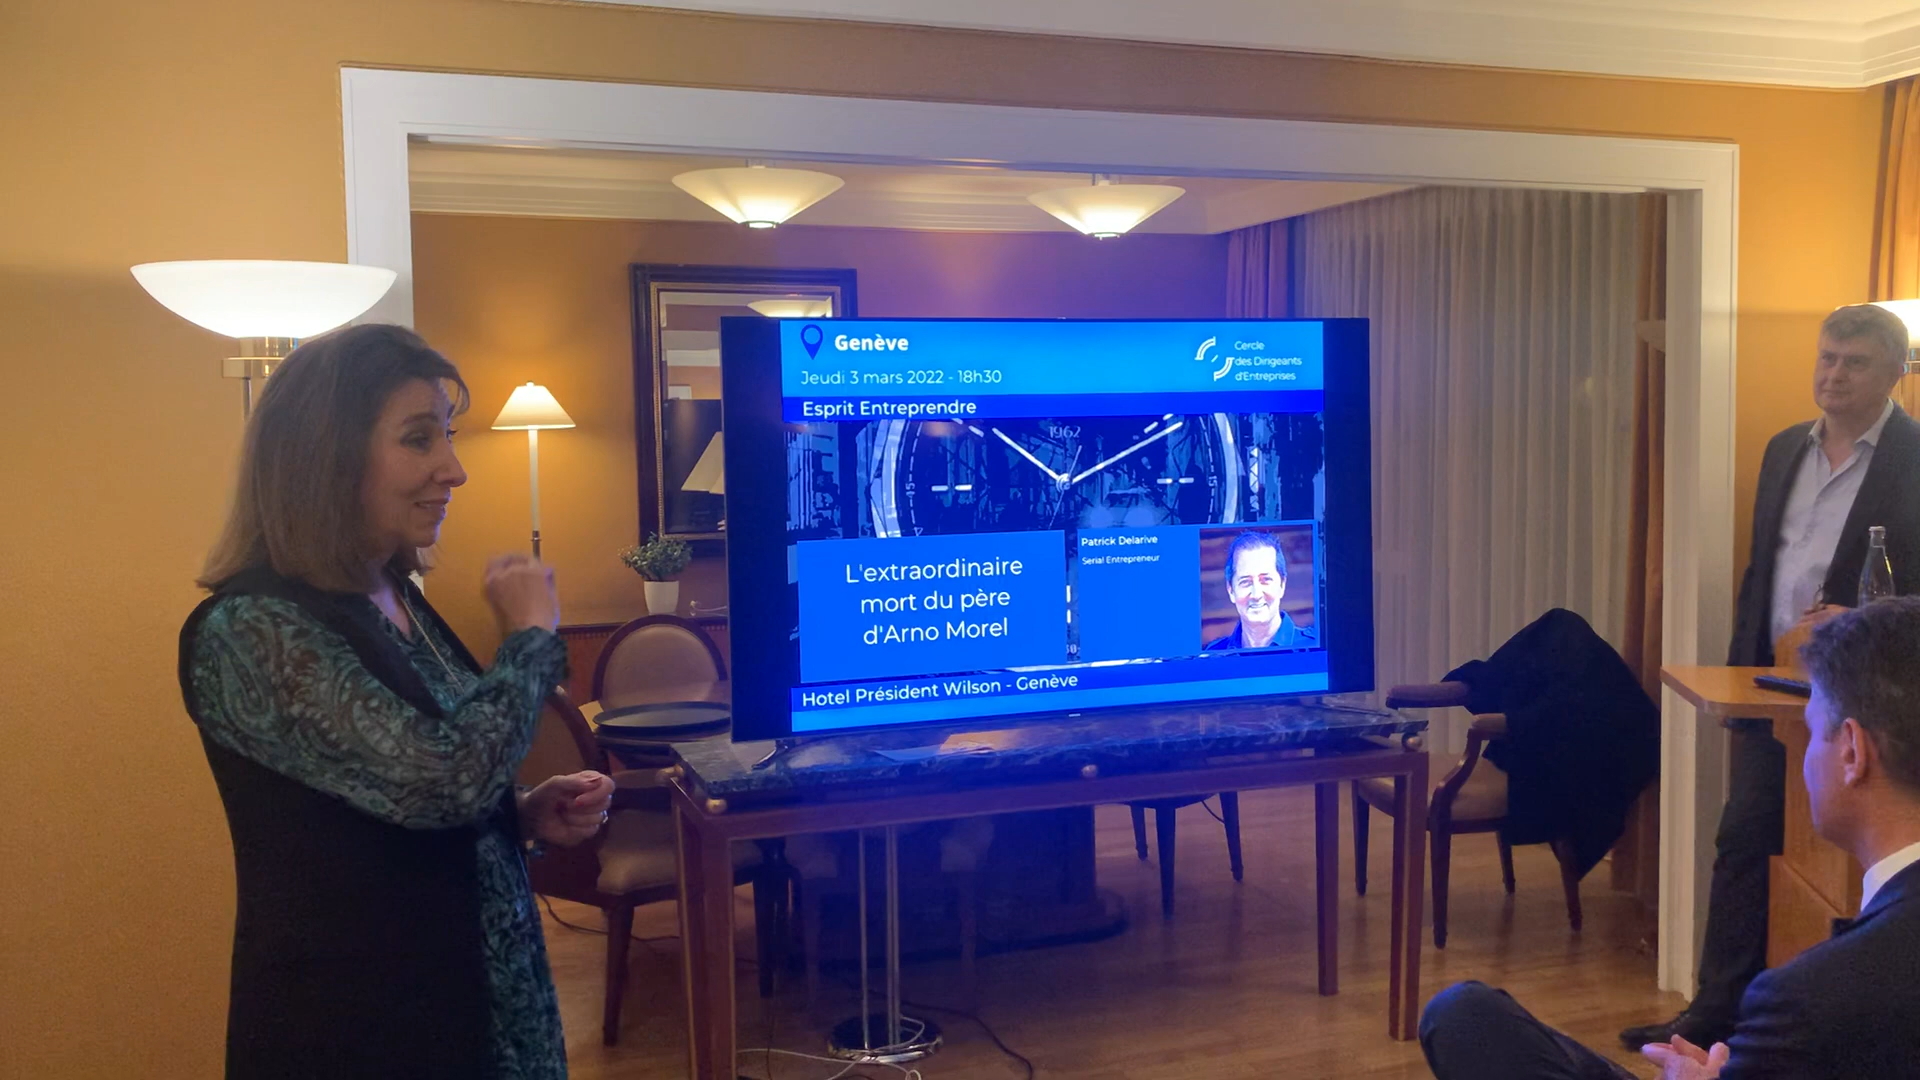 Genève
Jeudi 3 mars 2022 - 18h30
Cercle
des Dirigeants
d'Entreprises
Esprit Entreprendre
1962
L'extraordinaire
mort du père
d'Arno Morel
Patrick Delarive
Serial Entrepreneur
Hotel Président Wilson - Genève